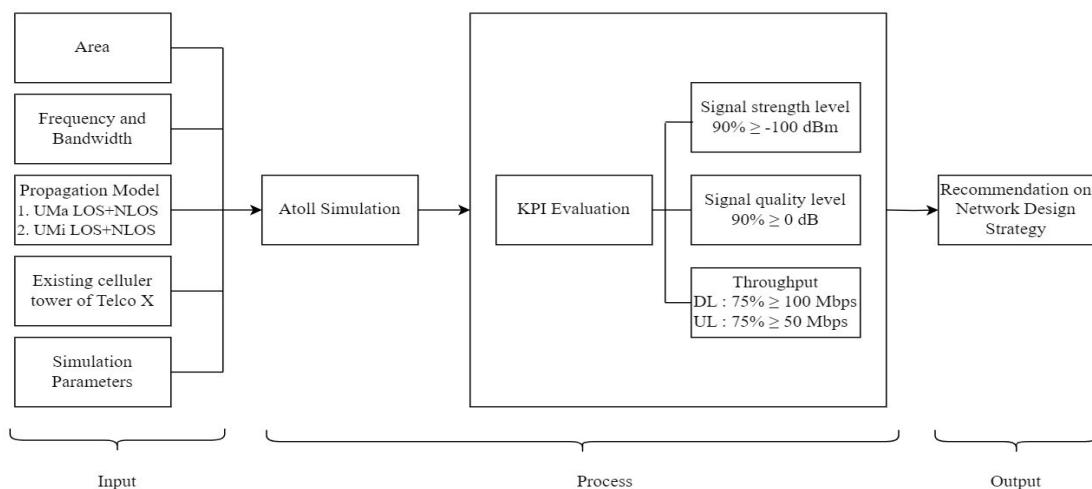 Area
Frequency and
Bandwidth
Propagation Model
1. UMa LOS+NLOS
2. UMi LOS+NLOS
Existing celluler
tower of Telco X
Simulation
Parameters
Atoll Simulation
KPI Evaluation
Signal strength level
90% ≥ -100 dBm
Signal quality level
90% ≥ 0 dB
Throughput
DL : 75% ≥ 100 Mbps
UL : 75% ≥ 50 Mbps
Recommendation on
Network Design
Strategy
Input
Process
Output